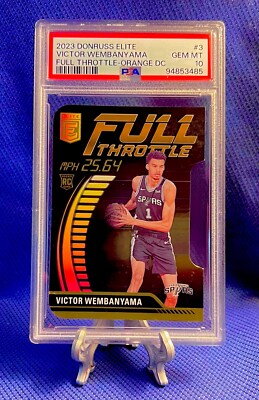 2023 DONRUSS ELITE #3
VICTOR WEMBANYAMA GEM MT
FULL THROTTLE-ORANGE DC 10
PSA 94853485
FULL
THROTTLE
MPH 25.64
RC
SPURS
1
SPURS
VICTOR WEMBANYAMA